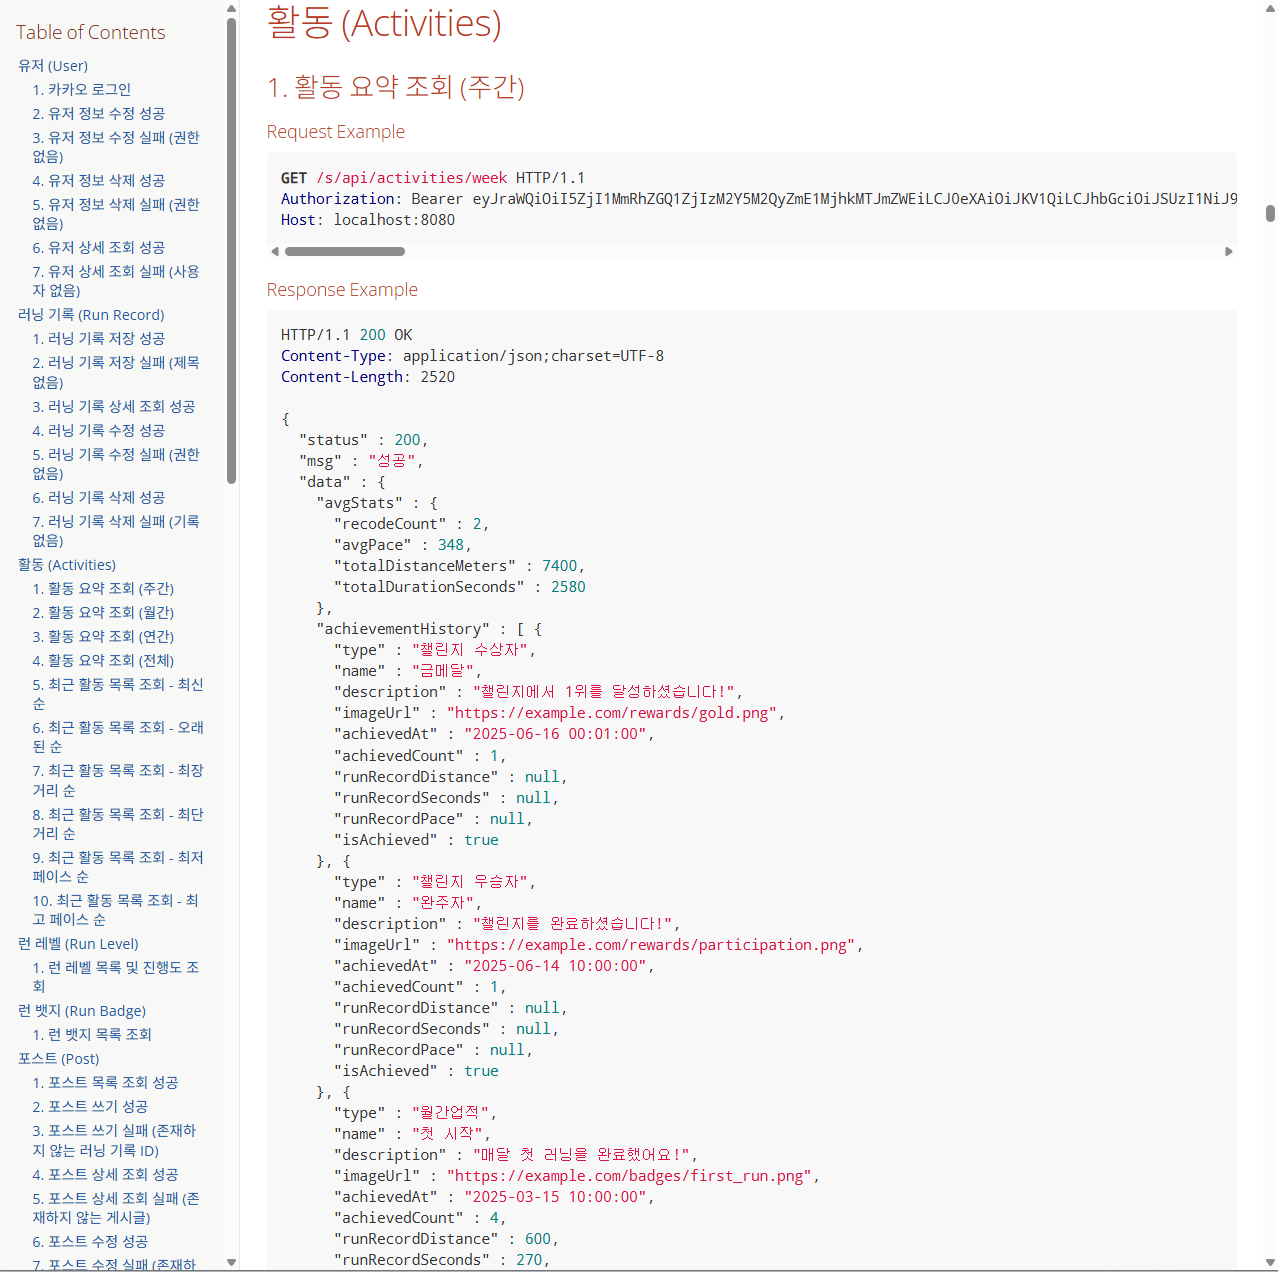 Table of Contents
유저 (User)
1. 카카오 로그인
2. 유저 정보 수정 성공
3. 유저 정보 수정 실패 (권한
없음)
4. 유저 정보 삭제 성공
5. 유저 정보 삭제 실패 (권한
없음)
6. 유저 상세 조회 성공
7. 유저 상세 조회 실패 (사용
자 없음)
러닝 기록 (Run Record)
1. 러닝 기록 저장 성공
2. 러닝 기록 저장 실패 (제목
없음)
3. 러닝 기록 상세 조회 성공
4. 러닝 기록 수정 성공
5. 러닝 기록 수정 실패 (권한
없음)
6. 러닝 기록 삭제 성공
7. 러닝 기록 삭제 실패 (기록
없음)
활동 (Activities)
1. 활동 요약 조회 (주간)
2. 활동 요약 조회 (월간)
3. 활동 요약 조회 (연간)
4. 활동 요약 조회 (전체)
5. 최근 활동 목록 조회 - 최신
순
6. 최근 활동 목록 조회 - 오래
된 순
7. 최근 활동 목록 조회 - 최장
거리 순
8. 최근 활동 목록 조회 - 최단
거리 순
9. 최근 활동 목록 조회 - 최저
페이스 순
10. 최근 활동 목록 조회 - 최
고 페이스 순
런 레벨 (Run Level)
1. 런 레벨 목록 및 진행도 조
회
런 뱃지 (Run Badge)
1. 런 뱃지 목록 조회
포스트 (Post)
1. 포스트 목록 조회 성공
2. 포스트 쓰기 성공
3. 포스트 쓰기 실패 (존재하
지 않는 러닝 기록 ID)
4. 포스트 상세 조회 성공
5. 포스트 상세 조회 실패 (존
재하지 않는 게시글)
6. 포스트 수정 성공
7. 포스트 수정 실패 (존재하
활동 (Activities)
1. 활동 요약 조회 (주간)
Request Example
GET /s/api/activities/week HTTP/1.1
Authorization: Bearer eyJraWQiOiI5ZjI1MmRhZGQ1ZjIzM2Y5M2QyZmE1MjhkMTJmZWEiLCJ0eXAiOiJKV1QiLCJhbGciOiJSUzI1NiJ9
Host: localhost:8080
Response Example
HTTP/1.1 200 OK
Content-Type: application/json;charset=UTF-8
Content-Length: 2520
{
"status" : 200,
"msg" : "성공",
"data" : {
"avgStats" : {
"recodeCount" : 2,
"avgPace" : 348,
"totalDistanceMeters" : 7400,
"totalDurationSeconds" : 2580
},
"achievementHistory" : [ {
"type" : "챌린지 수상자",
"name" : "금메달",
"description" : "챌린지에서 1위를 달성하셨습니다!",
"imageUrl" : "https://example.com/rewards/gold.png",
"achievedAt" : "2025-06-16 00:01:00",
"achievedCount" : 1,
"runRecordDistance" : null,
"runRecordSeconds" : null,
"runRecordPace" : null,
"isAchieved" : true
}, {
"type" : "챌린지 우승자",
"name" : "완주자",
"description" : "챌린지를 완료하셨습니다!",
"imageUrl" : "https://example.com/rewards/participation.png",
"achievedAt" : "2025-06-14 10:00:00",
"achievedCount" : 1,
"runRecordDistance" : null,
"runRecordSeconds" : null,
"runRecordPace" : null,
"isAchieved" : true
}, {
"type" : "월간업적",
"name" : "첫 시작",
"description" : "매달 첫 러닝을 완료했어요!",
"imageUrl" : "https://example.com/badges/first_run.png",
"achievedAt" : "2025-03-15 10:00:00",
"achievedCount" : 4,
"runRecordDistance" : 600,
"runRecordSeconds" : 270,